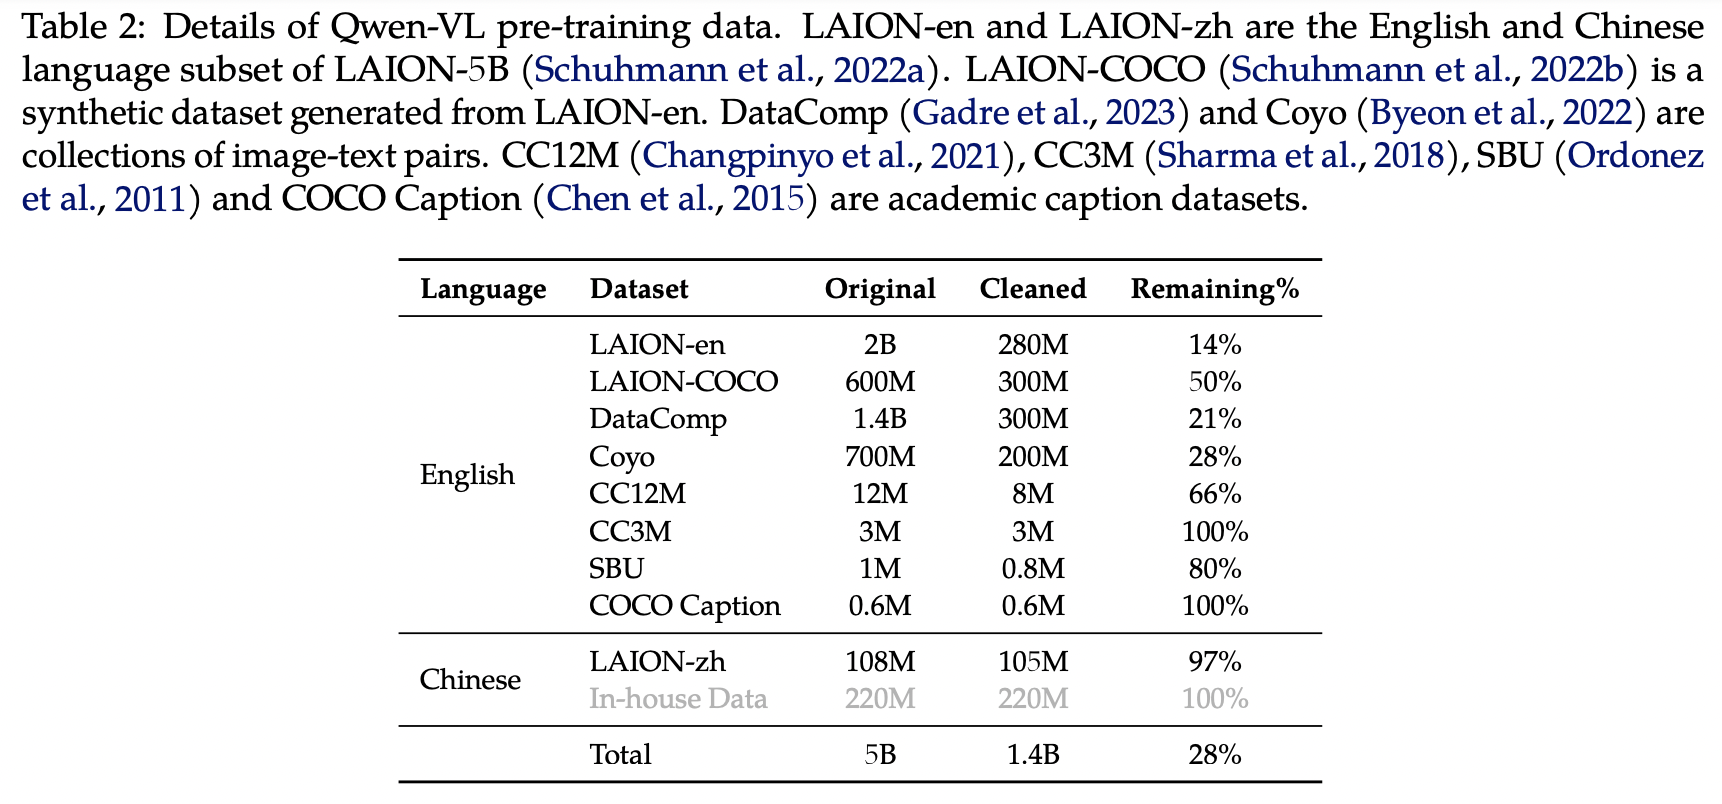 Table 2: Details of Qwen-VL pre-training data. LAION-en and LAION-zh are the English and Chinese
language subset of LAION-5B (Schuhmann et al., 2022a). LAION-COCO (Schuhmann et al., 2022b) is a
synthetic dataset generated from LAION-en. DataComp (Gadre et al., 2023) and Coyo (Byeon et al., 2022) are
collections of image-text pairs. CC12M (Changpinyo et al., 2021), CC3M (Sharma et al., 2018), SBU (Ordonez
et al., 2011) and COCO Caption (Chen et al., 2015) are academic caption datasets.
Language Dataset Original Cleaned Remaining%
LAION-en 2B 280M 14%
LAION-COCO 600M 300M 50%
DataComp 1.4B 300M 21%
Coyo 700M 200M 28%
English
CC12M 12M 8M 66%
CC3M 3M 3M 100%
SBU 1M 0.8M 80%
COCO Caption 0.6M 0.6M 100%
LAION-zh 108M 105M 97%
Chinese
In-house Data 220M 220M 100%
Total 5B 1.4B 28%